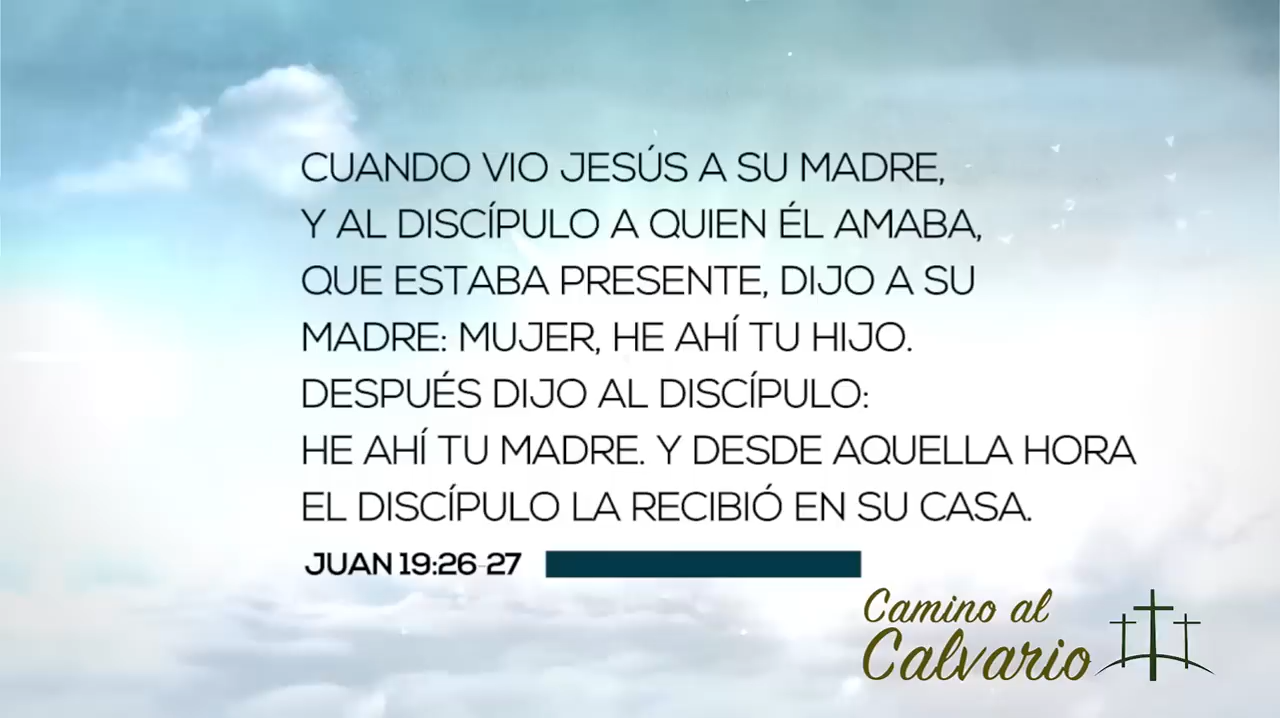 CUANDO VIO JESÚS A SU MADRE,
Y AL DISCÍPULO A QUIEN ÉL AMABA,
QUE ESTABA PRESENTE, DIJO A SU
MADRE: MUJER, HE AHÍ TU HIJO.
DESPUÉS DIJO AL DISCÍPULO:
HE AHÍ TU MADRE. Y DESDE AQUELLA HORA
EL DISCÍPULO LA RECIBIÓ EN SU CASA.
JUAN 19:26-27
Camino al
Calvario